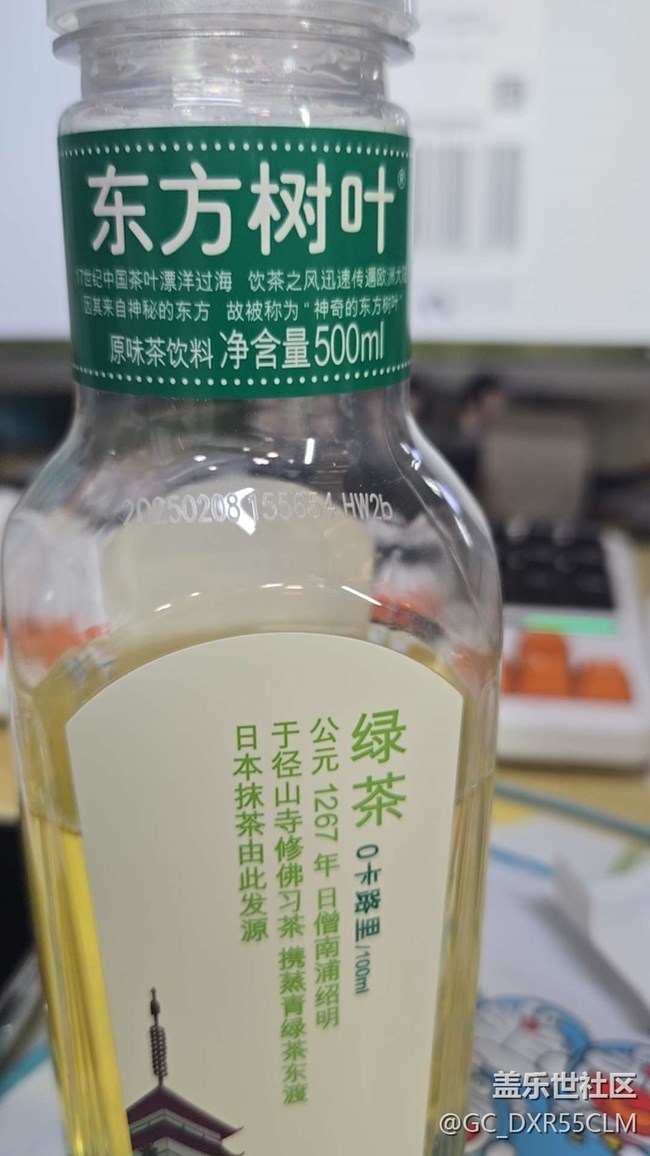 东方树叶®
17世纪中国茶叶漂洋过海 饮茶之风迅速传遍欧洲大陆
因其来自神秘的东方 故被称为“神奇的东方树叶”
原味茶饮料 净含量500ml
20250208 155654 HW2b
绿茶
0卡路里/100ml
公元 1267 年 日僧南浦绍明
于径山寺修佛习茶 携蒸青绿茶东渡
日本抹茶由此发源
盖乐世社区
@GC_DXR55CLM